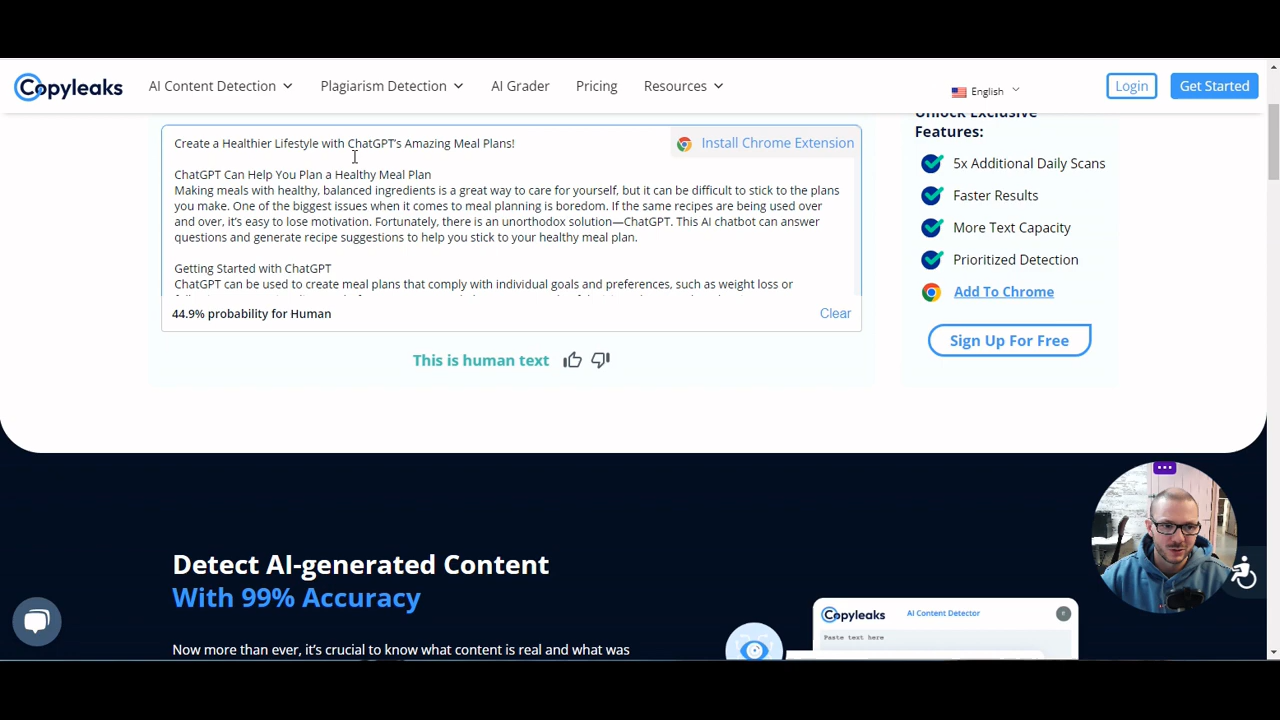 Copyleaks
AI Content Detection
Plagiarism Detection
AI Grader
Pricing
Resources
English
Login
Get Started
Create a Healthier Lifestyle with ChatGPT's Amazing Meal Plans!
Install Chrome Extension
ChatGPT Can Help You Plan a Healthy Meal Plan
Making meals with healthy, balanced ingredients is a great way to care for yourself, but it can be difficult to stick to the plans
you make. One of the biggest issues when it comes to meal planning is boredom. If the same recipes are being used over
and over, it's easy to lose motivation. Fortunately, there is an unorthodox solution—ChatGPT. This AI chatbot can answer
questions and generate recipe suggestions to help you stick to your healthy meal plan.
Getting Started with ChatGPT
ChatGPT can be used to create meal plans that comply with individual goals and preferences, such as weight loss or
44.9% probability for Human
Clear
This is human text
Unlock Exclusive
Features:
5x Additional Daily Scans
Faster Results
More Text Capacity
Prioritized Detection
Add To Chrome
Sign Up For Free
Detect AI-generated Content
With 99% Accuracy
Now more than ever, it's crucial to know what content is real and what was
Copyleaks
AI Content Detector
Paste text here